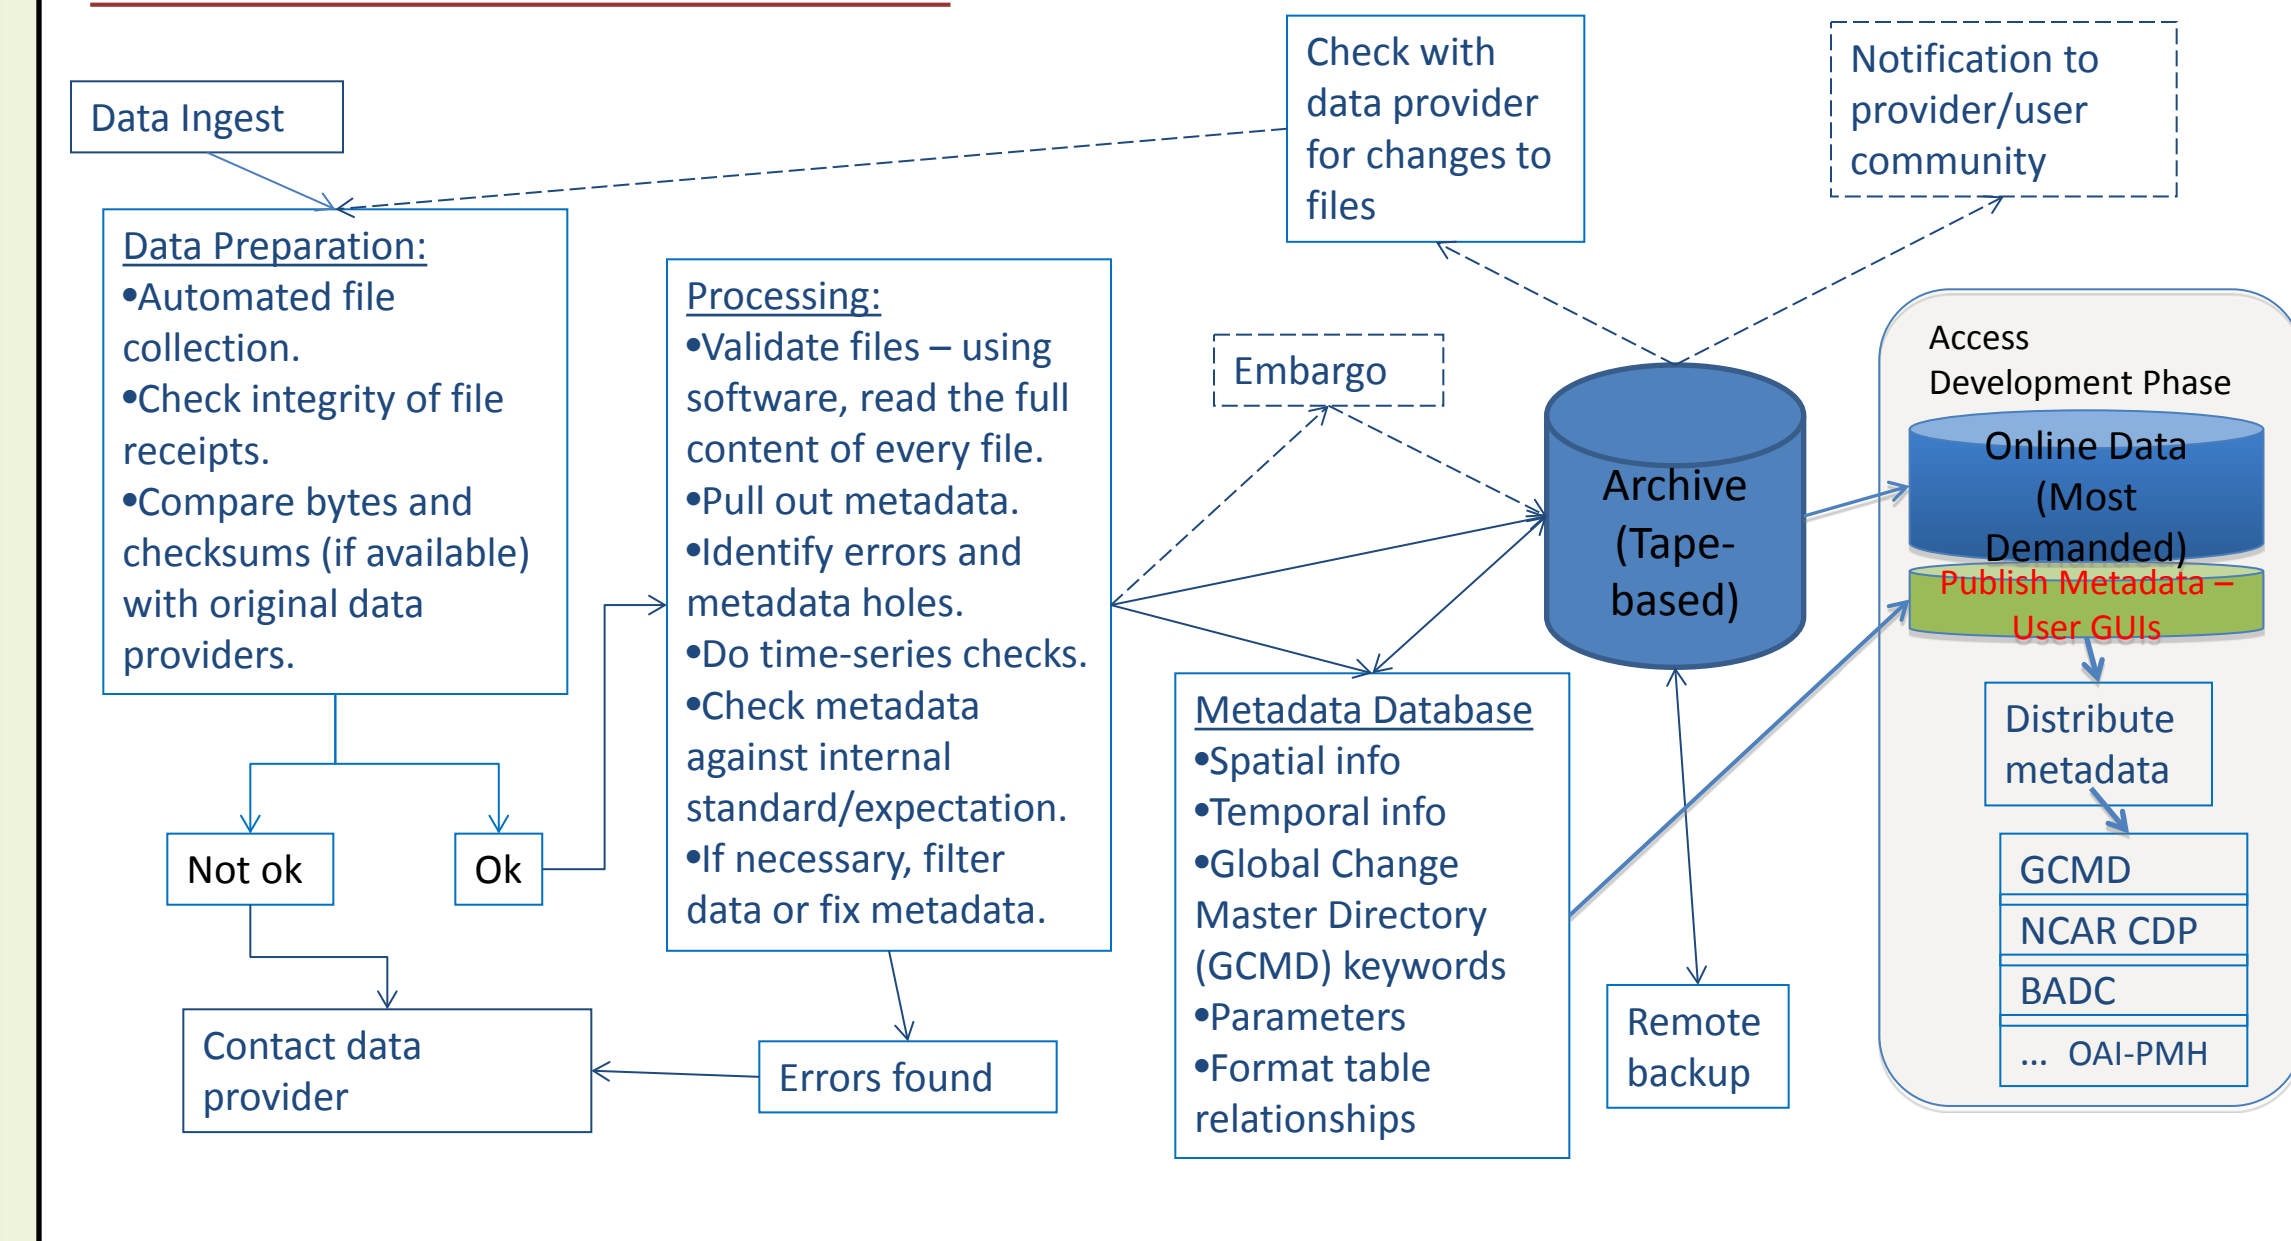 Data Ingest
Data Preparation:
•Automated file
collection.
•Check integrity of file
receipts.
•Compare bytes and
checksums (if available)
with original data
providers.
Not ok
Ok
Contact data
provider
Processing:
•Validate files – using
software, read the full
content of every file.
•Pull out metadata.
•Identify errors and
metadata holes.
•Do time-series checks.
•Check metadata
against internal
standard/expectation.
•If necessary, filter
data or fix metadata.
Errors found
Check with
data provider
for changes to
files
Embargo
Notification to
provider/user
community
Archive
(Tape-
based)
Metadata Database
•Spatial info
•Temporal info
•Global Change
Master Directory
(GCMD) keywords
•Parameters
•Format table
relationships
Remote
backup
Access
Development Phase
Online Data
(Most
Demanded)
Publish Metadata –
User GUIs
Distribute
metadata
GCMD
NCAR CDP
BADC
... OAI-PMH